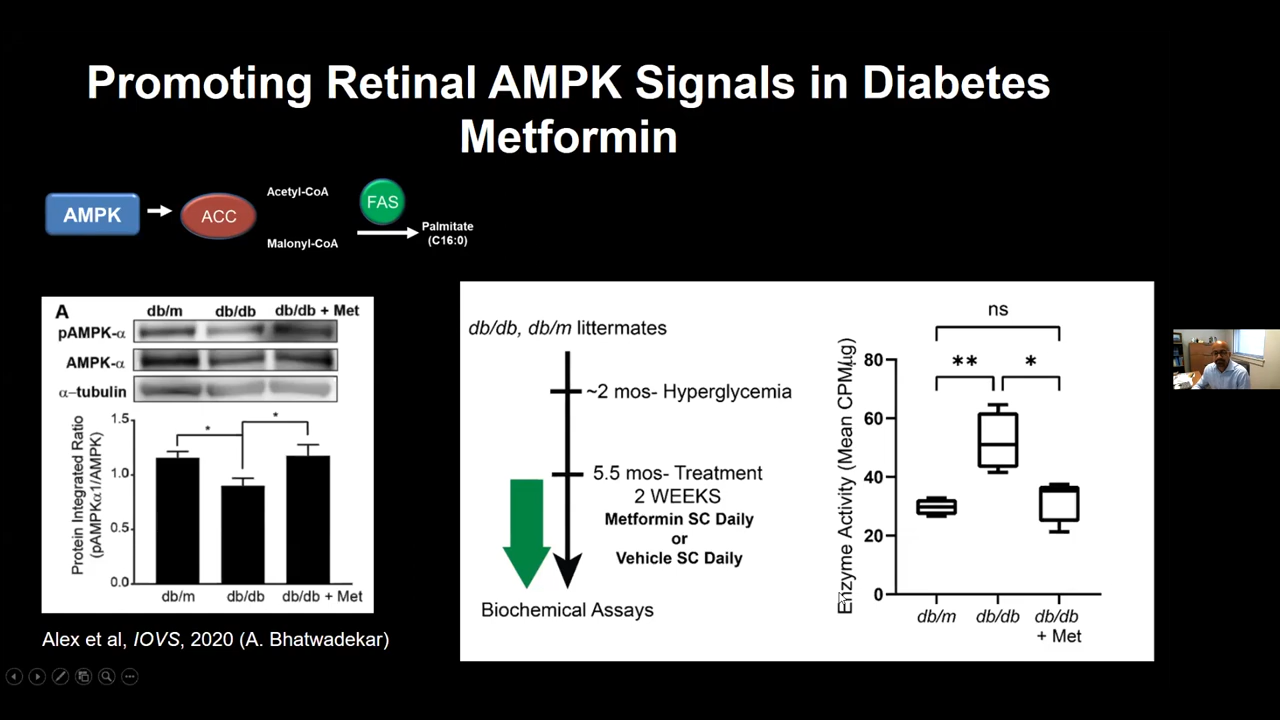 Promoting Retinal AMPK Signals in Diabetes
Metformin
AMPK
ACC
Acetyl-CoA
Malonyl-CoA
FAS
Palmitate
(C16:0)
A
db/m
db/db
db/db + Met
pAMPK-α
AMPK-α
α-tubulin
Protein Integrated Ratio
(pAMPKα1/AMPK)
1.5
1.0
0.5
0.0
*
*
db/m
db/db
db/db + Met
Alex et al, IOVS, 2020 (A. Bhatwadekar)
db/db, db/m littermates
~2 mos- Hyperglycemia
5.5 mos- Treatment
2 WEEKS
Metformin SC Daily
or
Vehicle SC Daily
Biochemical Assays
Enzyme Activity (Mean CPM/µg)
ns
**
*
80
60
40
20
0
db/m
db/db
db/db
+ Met